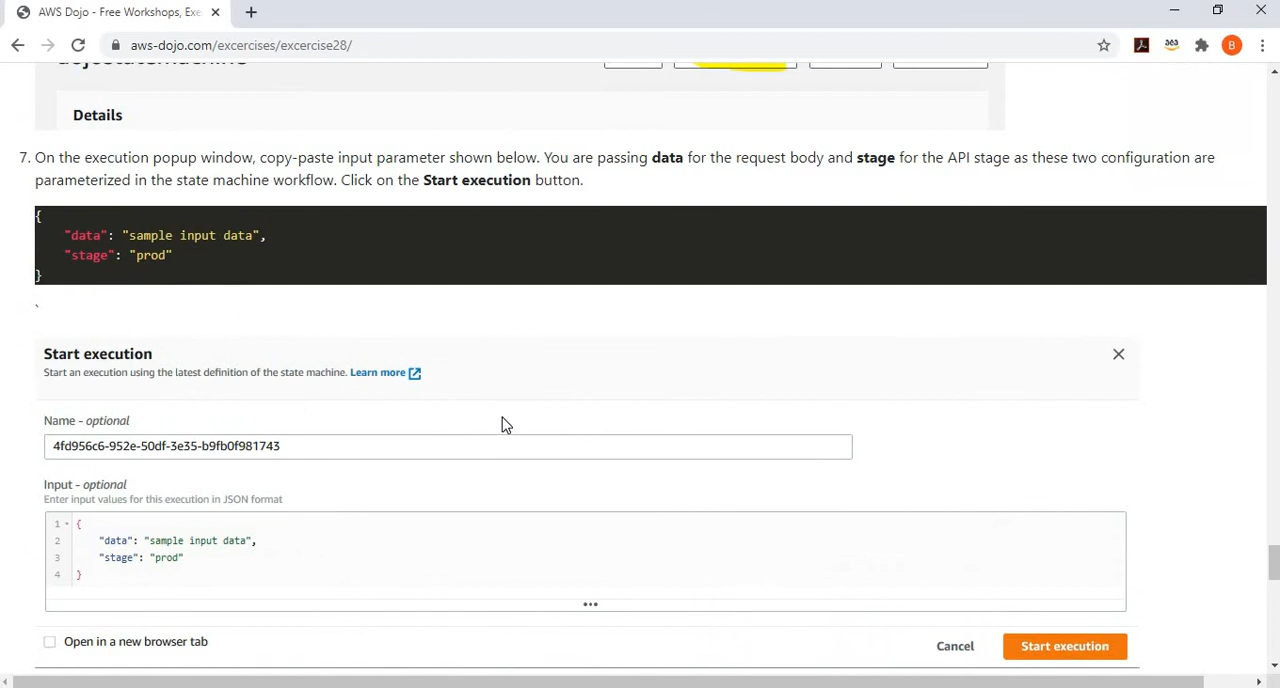 AWS Dojo - Free Workshops, Exe
aws-dojo.com/excercises/excercise28/
B
dojostatemachine
Details
7. On the execution popup window, copy-paste input parameter shown below. You are passing data for the request body and stage for the API stage as these two configuration are
parameterized in the state machine workflow. Click on the Start execution button.
{
"data": "sample input data",
"stage": "prod"
}
`
Start execution
Start an execution using the latest definition of the state machine. Learn more
Name - optional
4fd956c6-952e-50df-3e35-b9fb0f981743
Input - optional
Enter input values for this execution in JSON format
1 {
2 "data": "sample input data",
3 "stage": "prod"
4 }
Open in a new browser tab
Cancel
Start execution